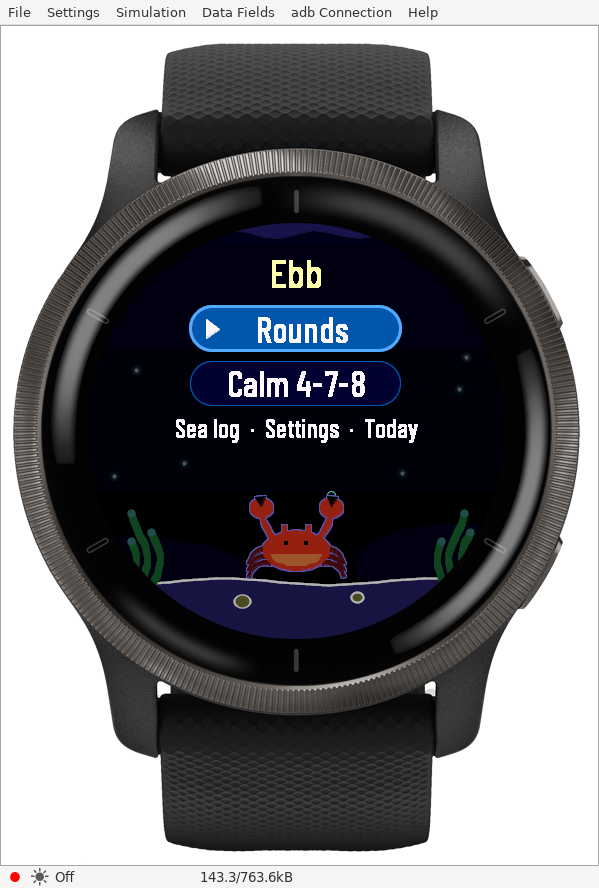 File Settings Simulation Data Fields adb Connection Help
Ebb
Rounds
Calm 4-7-8
Sea log · Settings · Today
Off 143.3/763.6kB